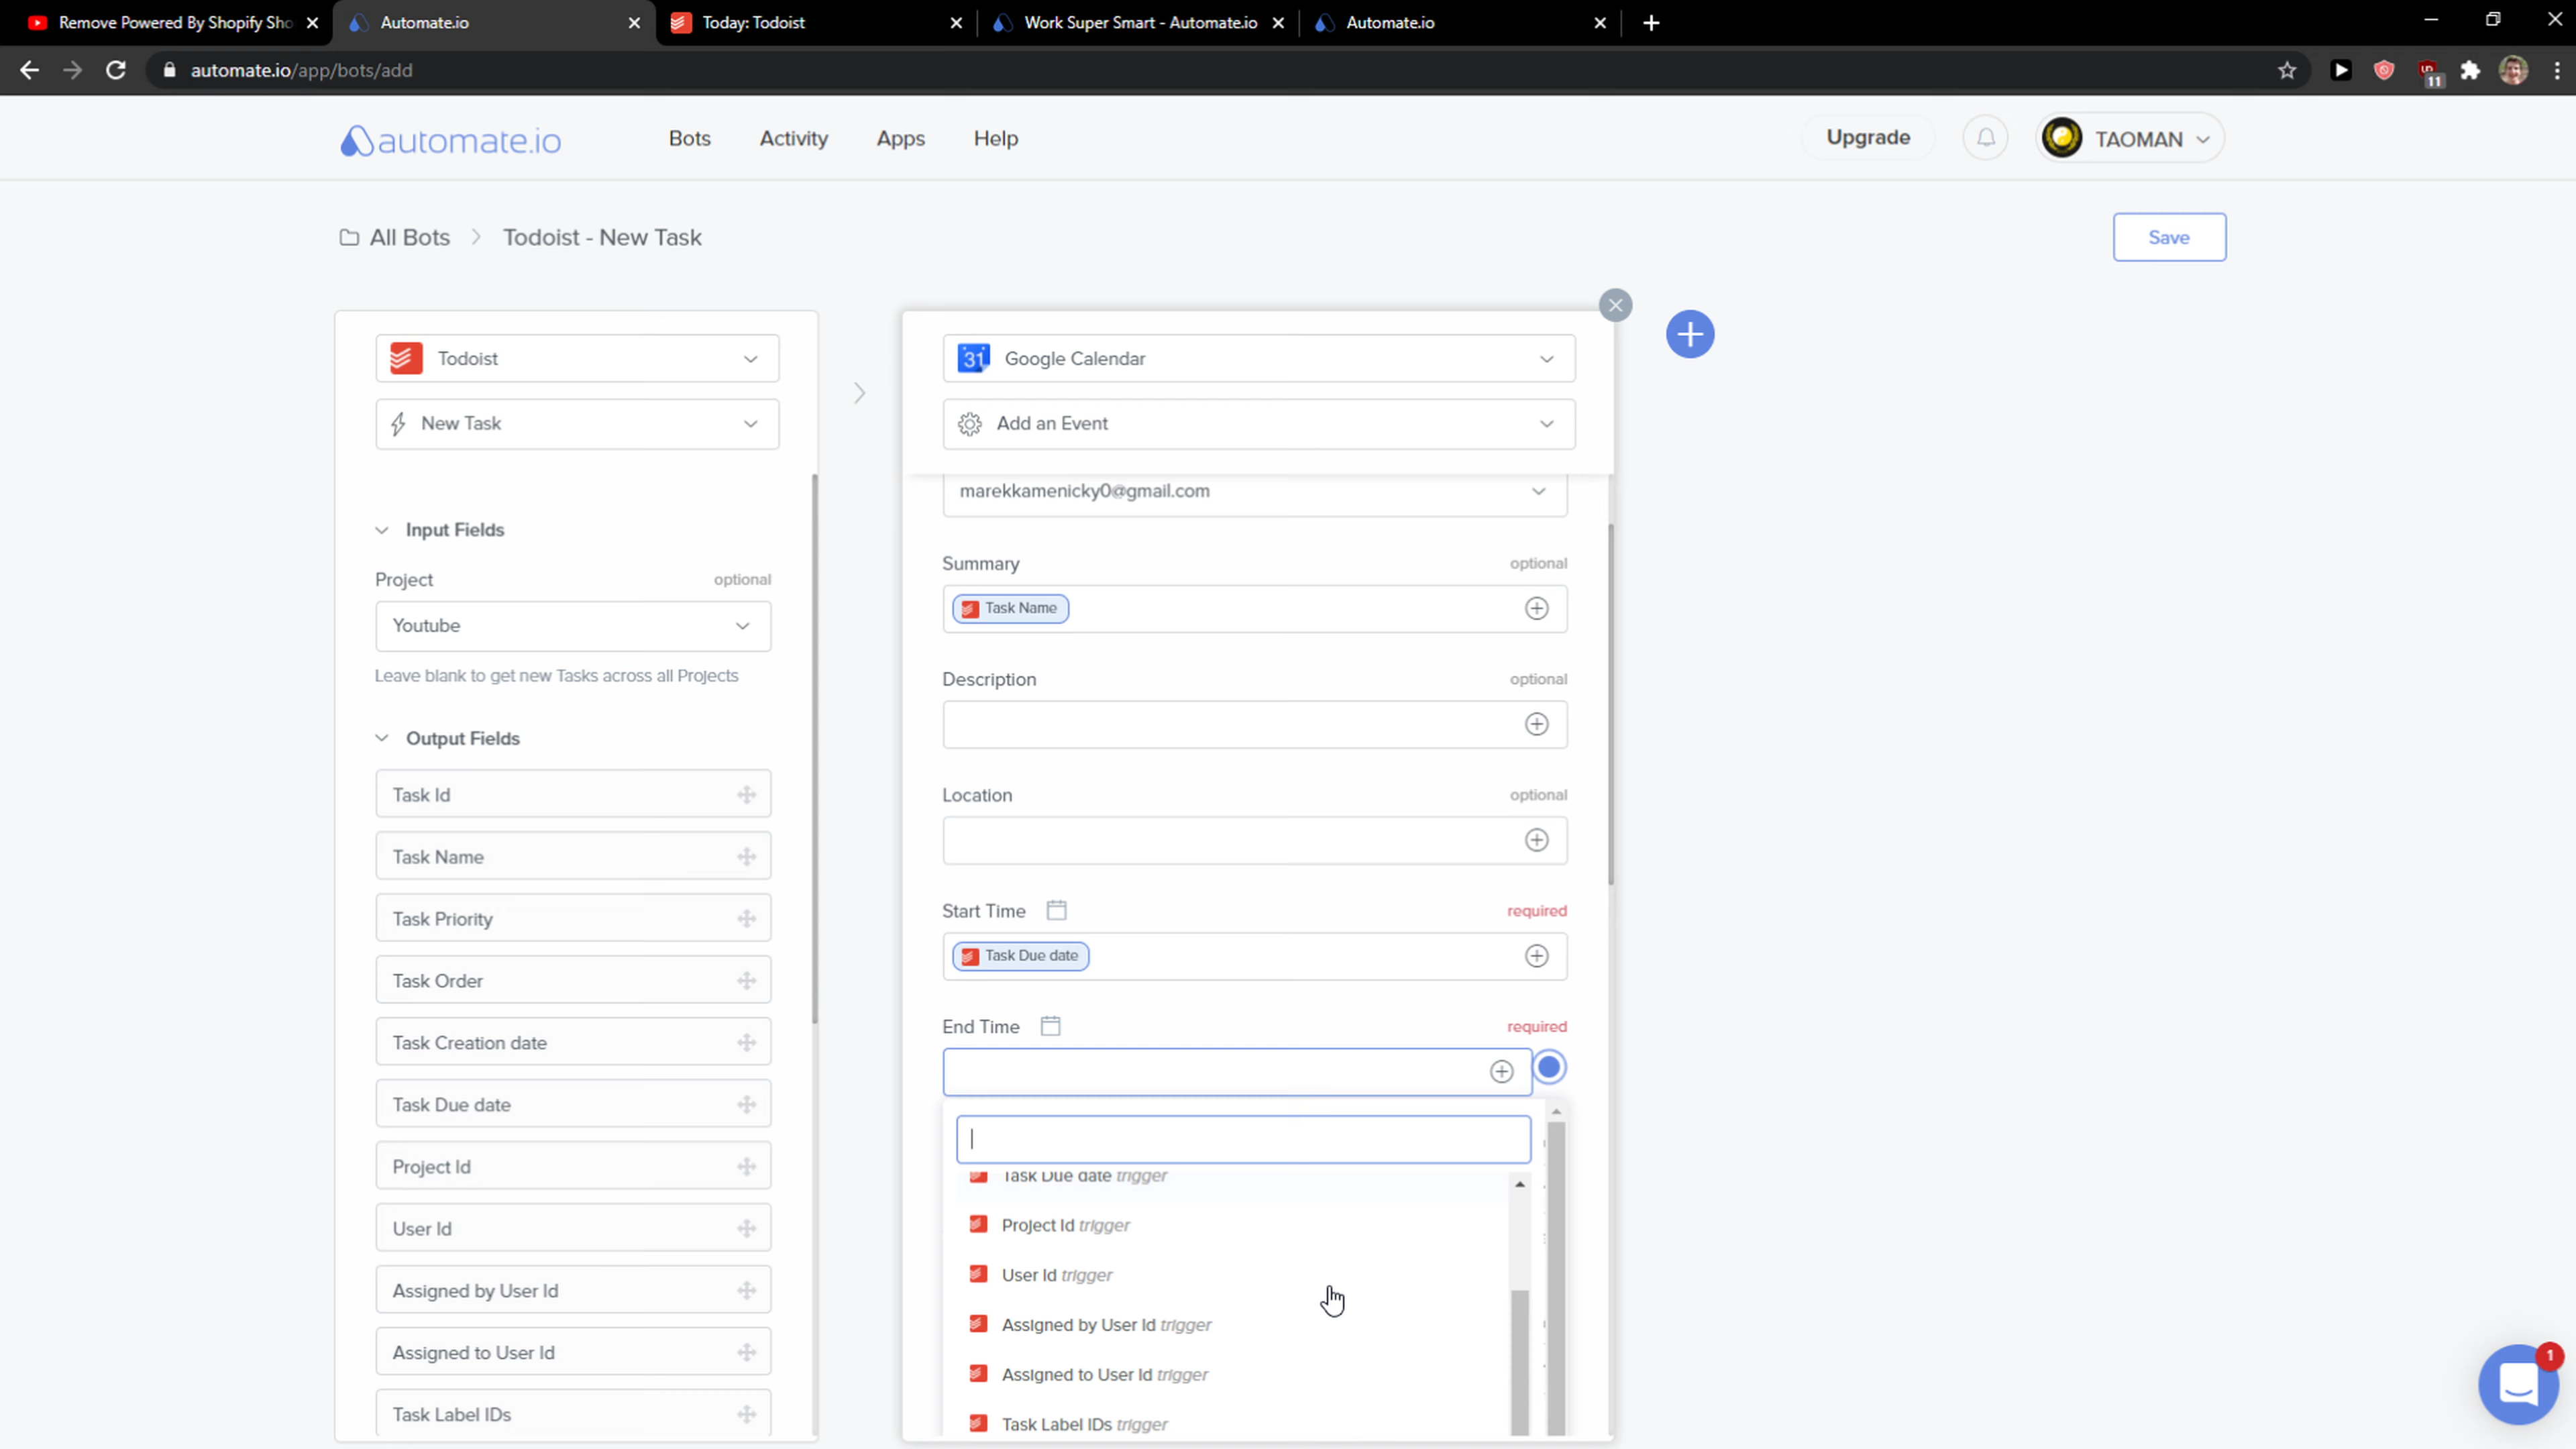 Remove Powered By Shopify Sho
Automate.io
Today: Todoist
Work Super Smart - Automate.io
Automate.io
automate.io/app/bots/add
11
automate.io
Bots
Activity
Apps
Help
Upgrade
TAOMAN
All Bots
Todoist - New Task
Save
Todoist
New Task
Input Fields
Project
optional
Youtube
Leave blank to get new Tasks across all Projects
Output Fields
Task Id
Task Name
Task Priority
Task Order
Task Creation date
Task Due date
Project Id
User Id
Assigned by User Id
Assigned to User Id
Task Label IDs
31
Google Calendar
Add an Event
marekkamenicky0@gmail.com
Summary
optional
Task Name
Description
optional
Location
optional
Start Time
required
Task Due date
End Time
required
Task Due date trigger
Project Id trigger
User Id trigger
Assigned by User Id trigger
Assigned to User Id trigger
Task Label IDs trigger
1